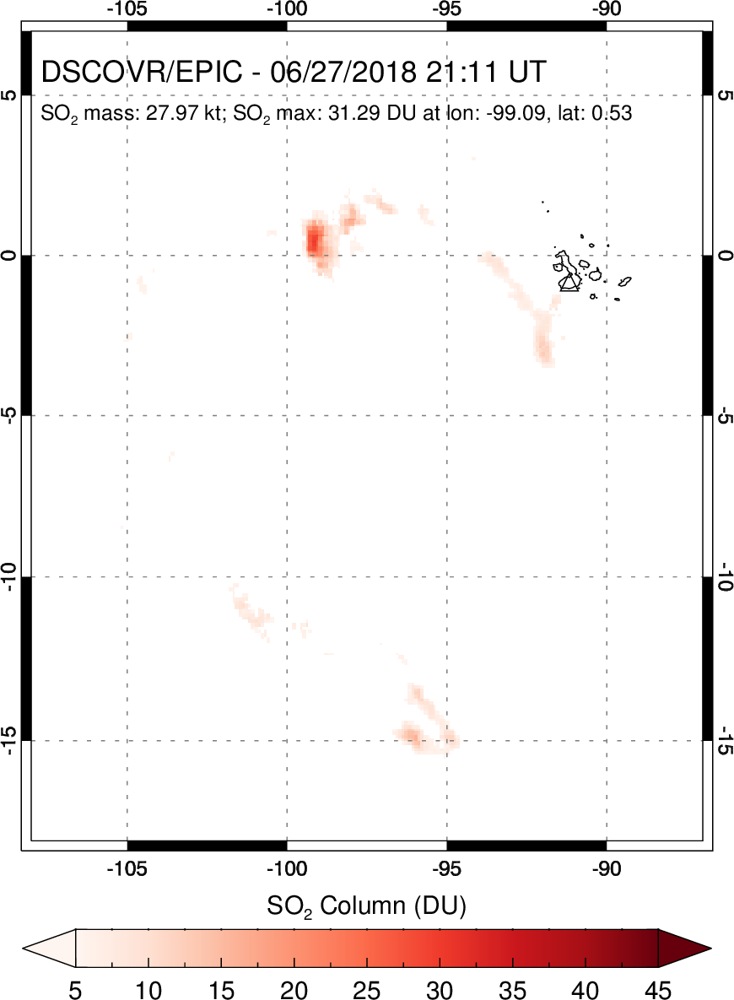 -105 -100 -95 -90
DSCOVR/EPIC - 06/27/2018 21:11 UT
SO2 mass: 27.97 kt; SO2 max: 31.29 DU at lon: -99.09, lat: 0.53
5 5
0 0
-5 -5
-10 -10
-15 -15
-105 -100 -95 -90
SO2 Column (DU)
5 10 15 20 25 30 35 40 45